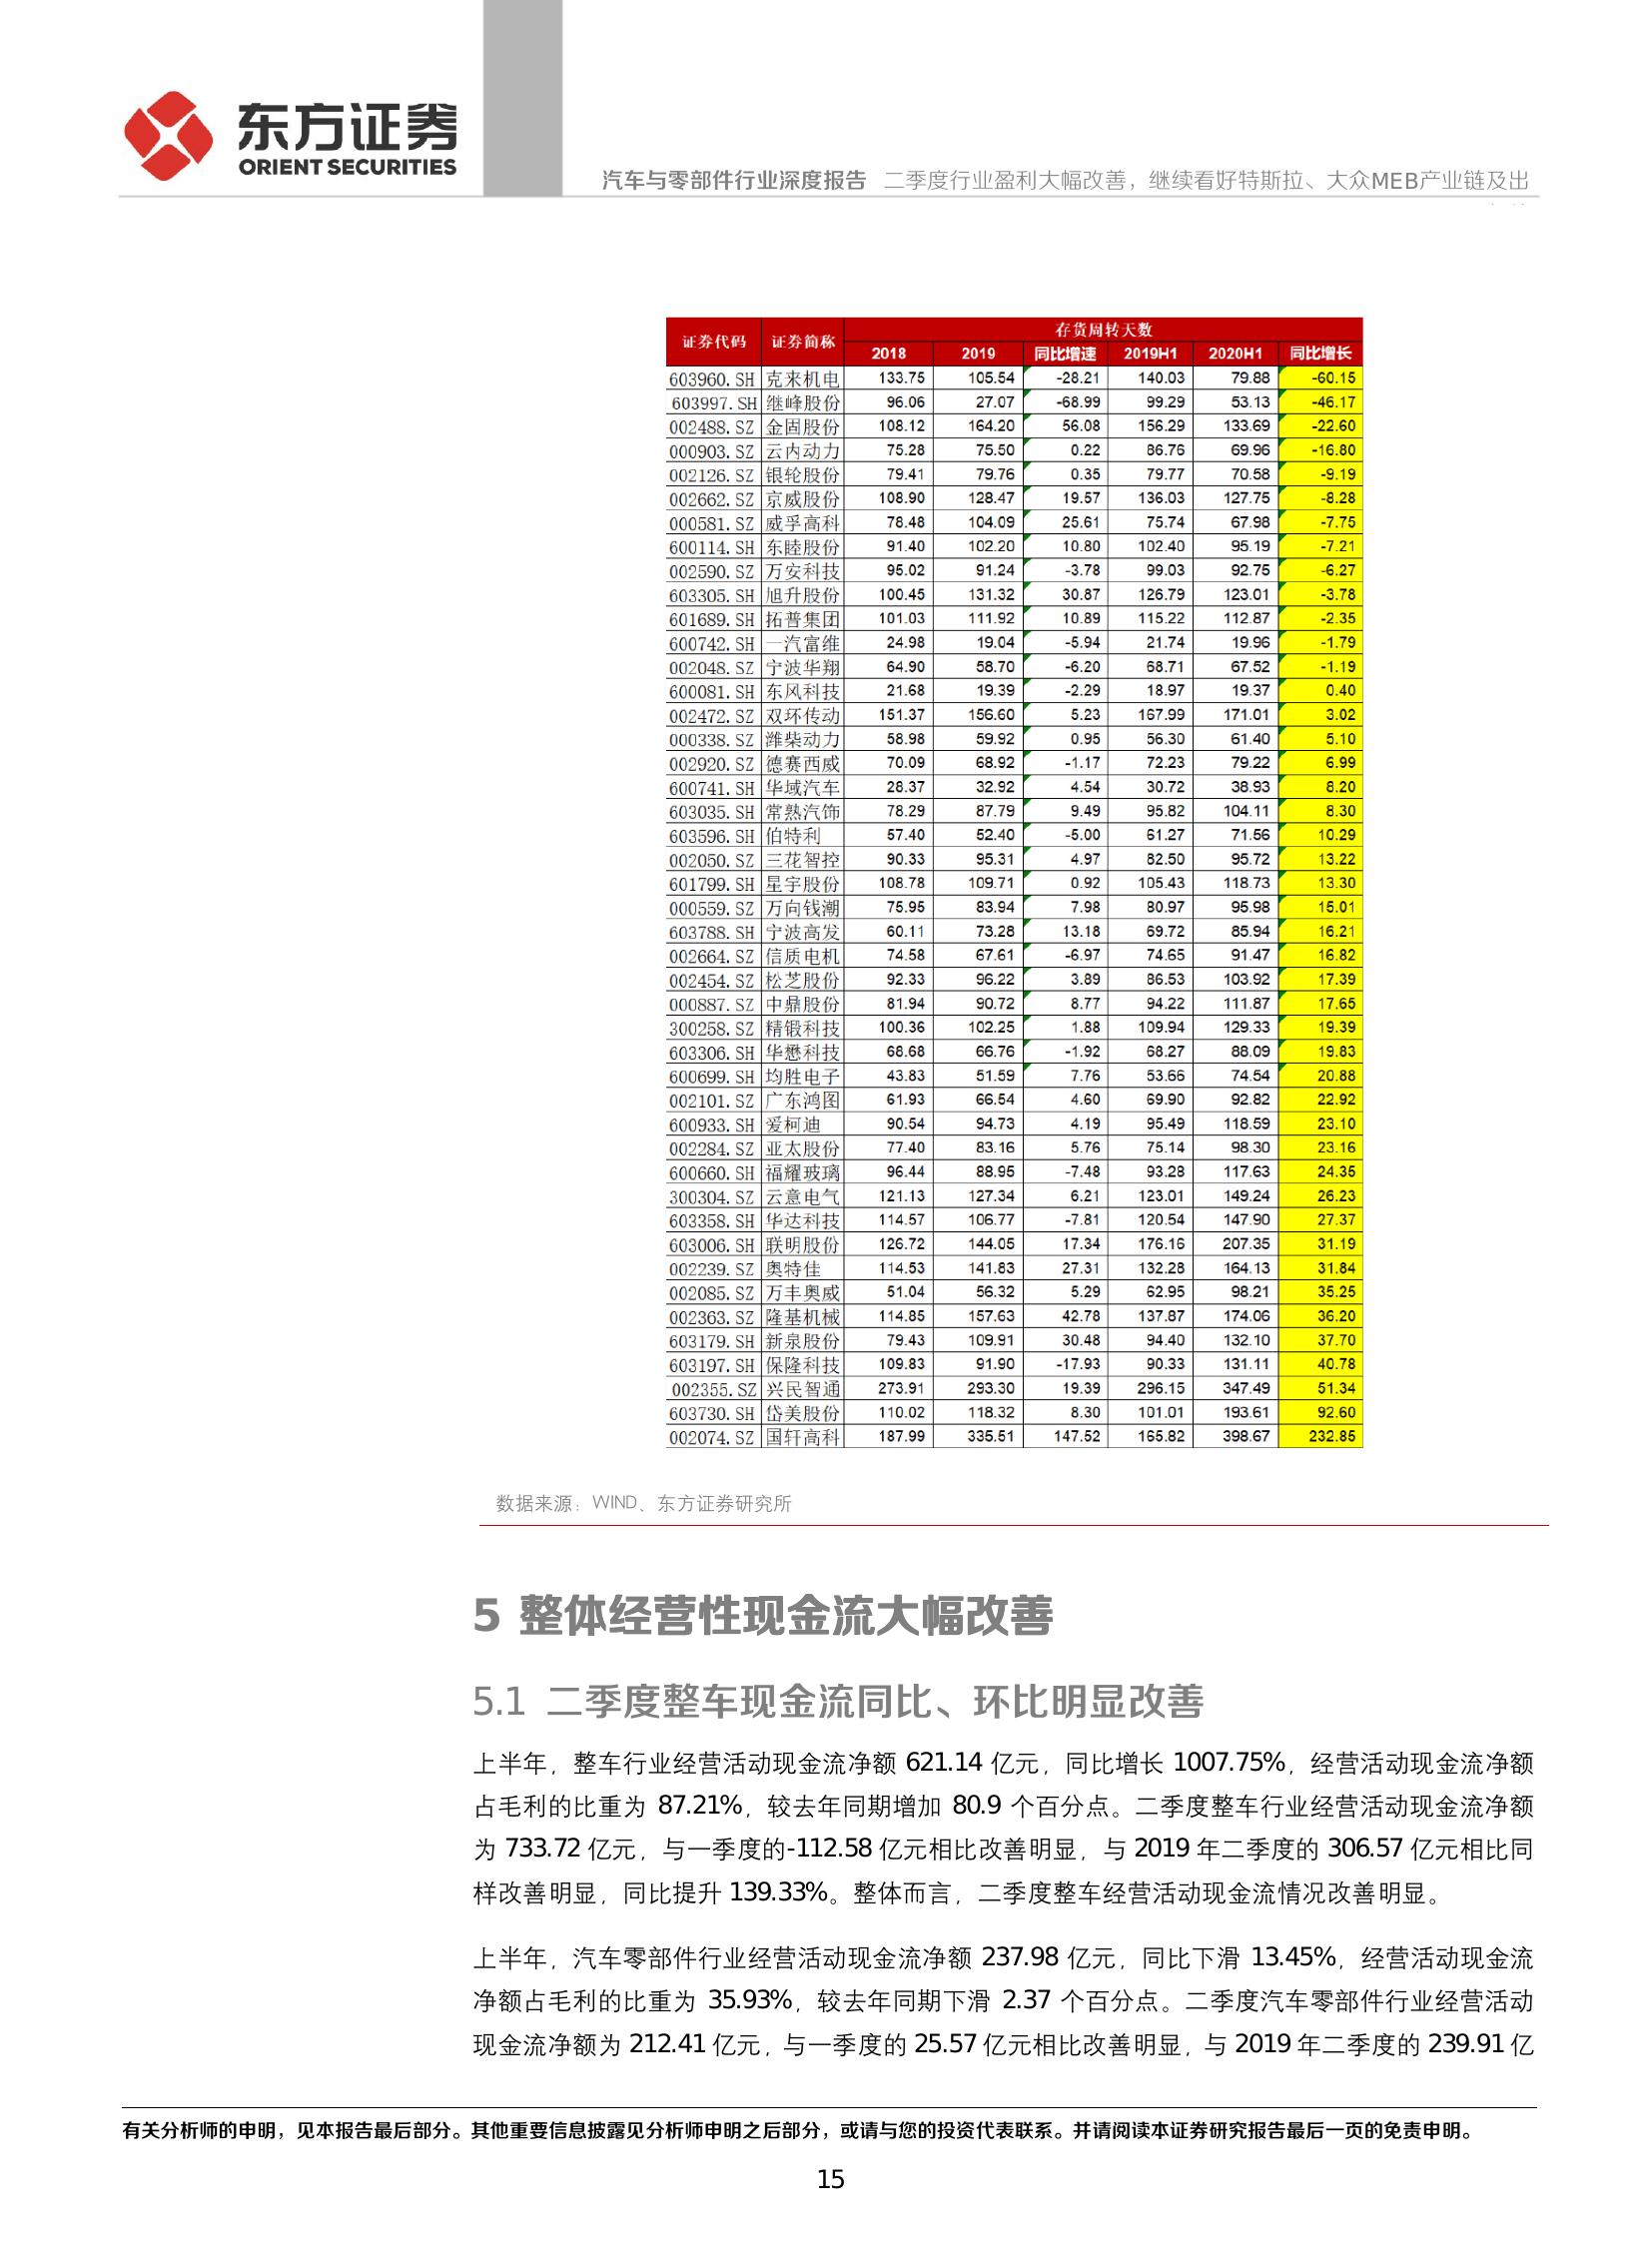 东方证券
ORIENT SECURITIES
汽车与零部件行业深度报告 二季度行业盈利大幅改善，继续看好特斯拉、大众MEB产业链及出
证券代码 证券简称 存货周转天数
2018 2019 同比增速 2019H1 2020H1 同比增长
603960.SH 克来机电 133.75 105.54 -28.21 140.03 79.88 -60.15
603997.SH 继峰股份 96.06 27.07 -68.99 99.29 53.13 -46.17
002488.SZ 金固股份 108.12 164.20 56.08 156.29 133.69 -22.60
000903.SZ 云内动力 75.28 75.50 0.22 86.76 69.96 -16.80
002126.SZ 银轮股份 79.41 79.76 0.35 79.77 70.58 -9.19
002662.SZ 京威股份 108.90 128.47 19.57 136.03 127.75 -8.28
000581.SZ 威孚高科 78.48 104.09 25.61 75.74 67.98 -7.75
600114.SH 东睦股份 91.40 102.20 10.80 102.40 95.19 -7.21
002590.SZ 万安科技 95.02 91.24 -3.78 99.03 92.75 -6.27
603305.SH 旭升股份 100.45 131.32 30.87 126.79 123.01 -3.78
601689.SH 拓普集团 101.03 111.92 10.89 115.22 112.87 -2.35
600742.SH 一汽富维 24.98 19.04 -5.94 21.74 19.96 -1.79
002048.SZ 宁波华翔 64.90 58.70 -6.20 68.71 67.52 -1.19
600081.SH 东风科技 21.68 19.39 -2.29 18.97 19.37 0.40
002472.SZ 双环传动 151.37 156.60 5.23 167.99 171.01 3.02
000338.SZ 潍柴动力 58.98 59.92 0.95 56.30 61.40 5.10
002920.SZ 德赛西威 70.09 68.92 -1.17 72.23 79.22 6.99
600741.SH 华域汽车 28.37 32.92 4.54 30.72 38.93 8.20
603035.SH 常熟汽饰 78.29 87.79 9.49 95.82 104.11 8.30
603596.SH 伯特利 57.40 52.40 -5.00 61.27 71.56 10.29
002050.SZ 三花智控 90.33 95.31 4.97 82.50 95.72 13.22
601799.SH 星宇股份 108.78 109.71 0.92 105.43 118.73 13.30
000559.SZ 万向钱潮 75.95 83.94 7.98 80.97 95.98 15.01
603788.SH 宁波高发 60.11 73.28 13.18 69.72 85.94 16.21
002664.SZ 信质电机 74.58 67.61 -6.97 74.65 91.47 16.82
002454.SZ 松芝股份 92.33 96.22 3.89 86.53 103.92 17.39
000887.SZ 中鼎股份 81.94 90.72 8.77 94.22 111.87 17.65
300258.SZ 精锻科技 100.36 102.25 1.88 109.94 129.33 19.39
603306.SH 华懋科技 68.68 66.76 -1.92 68.27 88.09 19.83
600699.SH 均胜电子 43.83 51.59 7.76 53.66 74.54 20.88
002101.SZ 广东鸿图 61.93 66.54 4.60 69.90 92.82 22.92
600933.SH 爱柯迪 90.54 94.73 4.19 95.49 118.59 23.10
002284.SZ 亚太股份 77.40 83.16 5.76 75.14 98.30 23.16
600660.SH 福耀玻璃 96.44 88.95 -7.48 93.28 117.63 24.35
300304.SZ 云意电气 121.13 127.34 6.21 123.01 149.24 26.23
603358.SH 华达科技 114.57 106.77 -7.81 120.54 147.90 27.37
603006.SH 联明股份 126.72 144.05 17.34 176.16 207.35 31.19
002239.SZ 奥特佳 114.53 141.83 27.31 132.28 164.13 31.84
002085.SZ 万丰奥威 51.04 56.32 5.29 62.95 98.21 35.25
002363.SZ 隆基机械 114.85 157.63 42.78 137.87 174.06 36.20
603179.SH 新泉股份 79.43 109.91 30.48 94.40 132.10 37.70
603197.SH 保隆科技 109.83 91.90 -17.93 90.33 131.11 40.78
002355.SZ 兴民智通 273.91 293.30 19.39 296.15 347.49 51.34
603730.SH 岱美股份 110.02 118.32 8.30 101.01 193.61 92.60
002074.SZ 国轩高科 187.99 335.51 147.52 165.82 398.67 232.85
数据来源：WIND、东方证券研究所
5 整体经营性现金流大幅改善
5.1 二季度整车现金流同比、环比明显改善
上半年，整车行业经营活动现金流净额 621.14 亿元，同比增长 1007.75%，经营活动现金流净额
占毛利的比重为 87.21%，较去年同期增加 80.9 个百分点。二季度整车行业经营活动现金流净额
为 733.72 亿元，与一季度的-112.58 亿元相比改善明显，与 2019 年二季度的 306.57 亿元相比同
样改善明显，同比提升 139.33%。整体而言，二季度整车经营活动现金流情况改善明显。
上半年，汽车零部件行业经营活动现金流净额 237.98 亿元，同比下滑 13.45%，经营活动现金流
净额占毛利的比重为 35.93%，较去年同期下滑 2.37 个百分点。二季度汽车零部件行业经营活动
现金流净额为 212.41 亿元，与一季度的 25.57 亿元相比改善明显，与 2019 年二季度的 239.91 亿
有关分析师的申明，见本报告最后部分。其他重要信息披露见分析师申明之后部分，或请与您的投资代表联系。并请阅读本证券研究报告最后一页的免责申明。
15